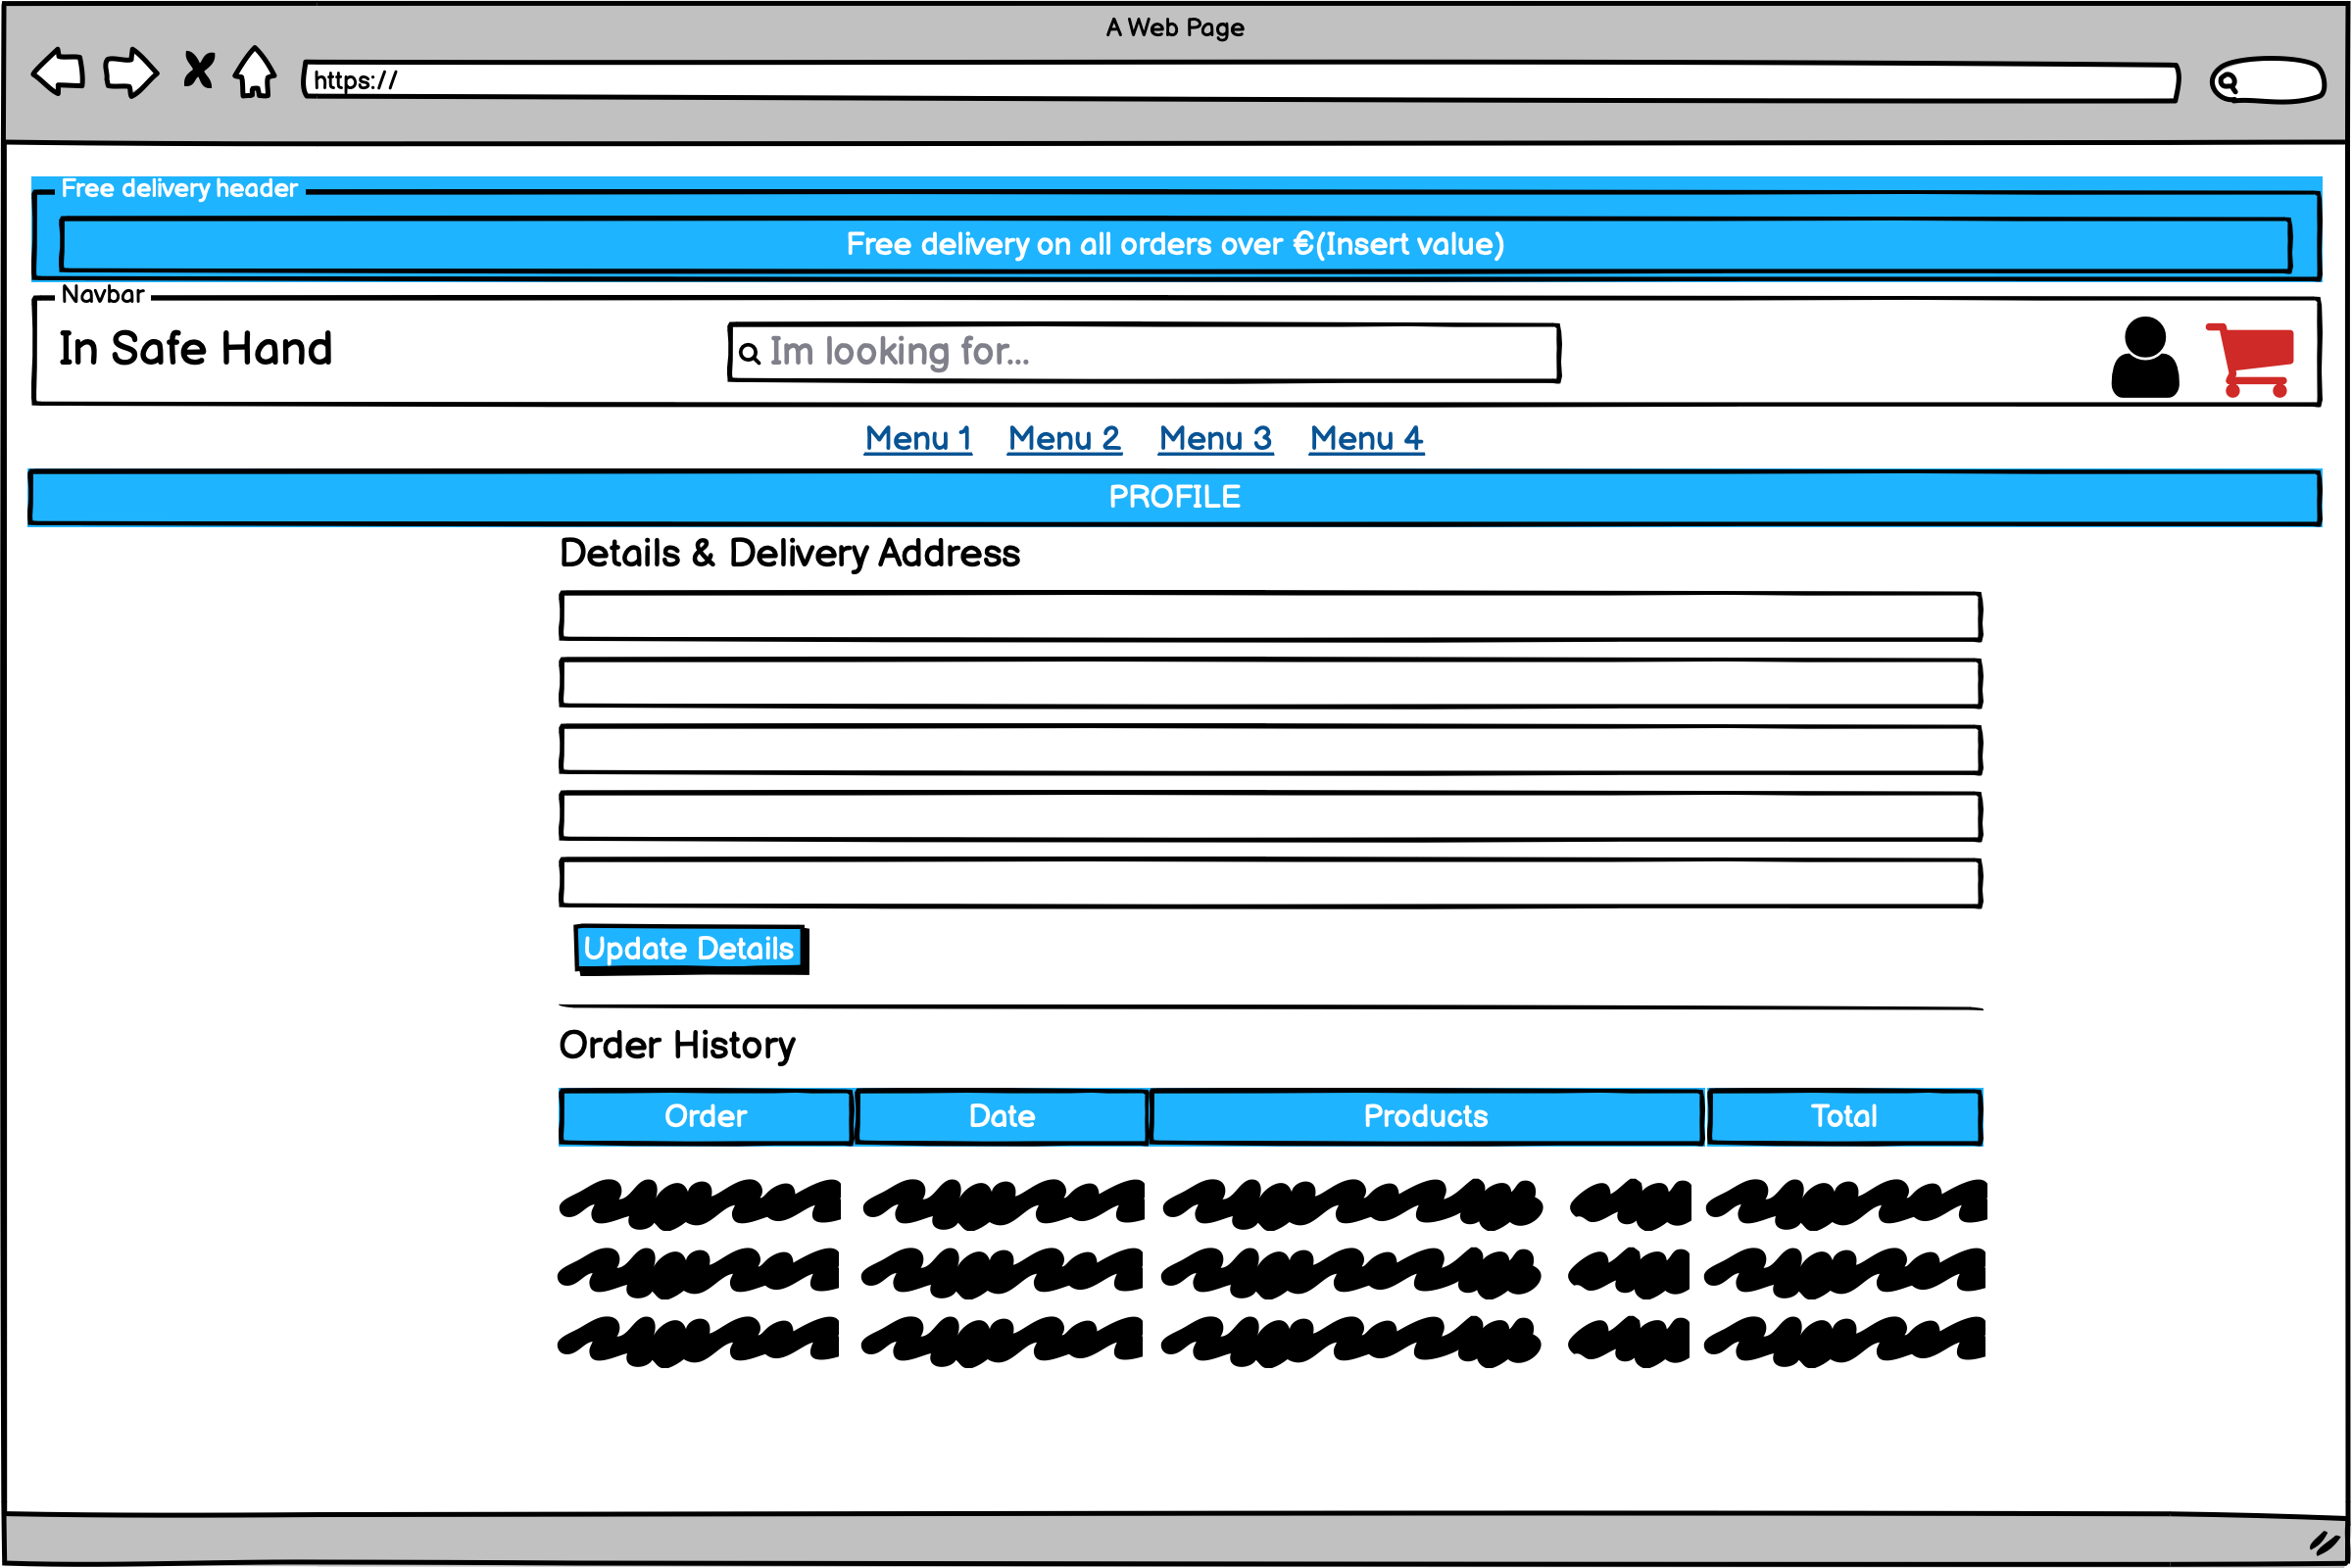 A Web Page
https://
Free delivery header
Free delivery on all orders over €(Insert value)
Navbar
In Safe Hand
Im looking for...
Menu 1 Menu 2 Menu 3 Menu 4
PROFILE
Details & Delivery Address
Update Details
Order History
Order Date Products Total